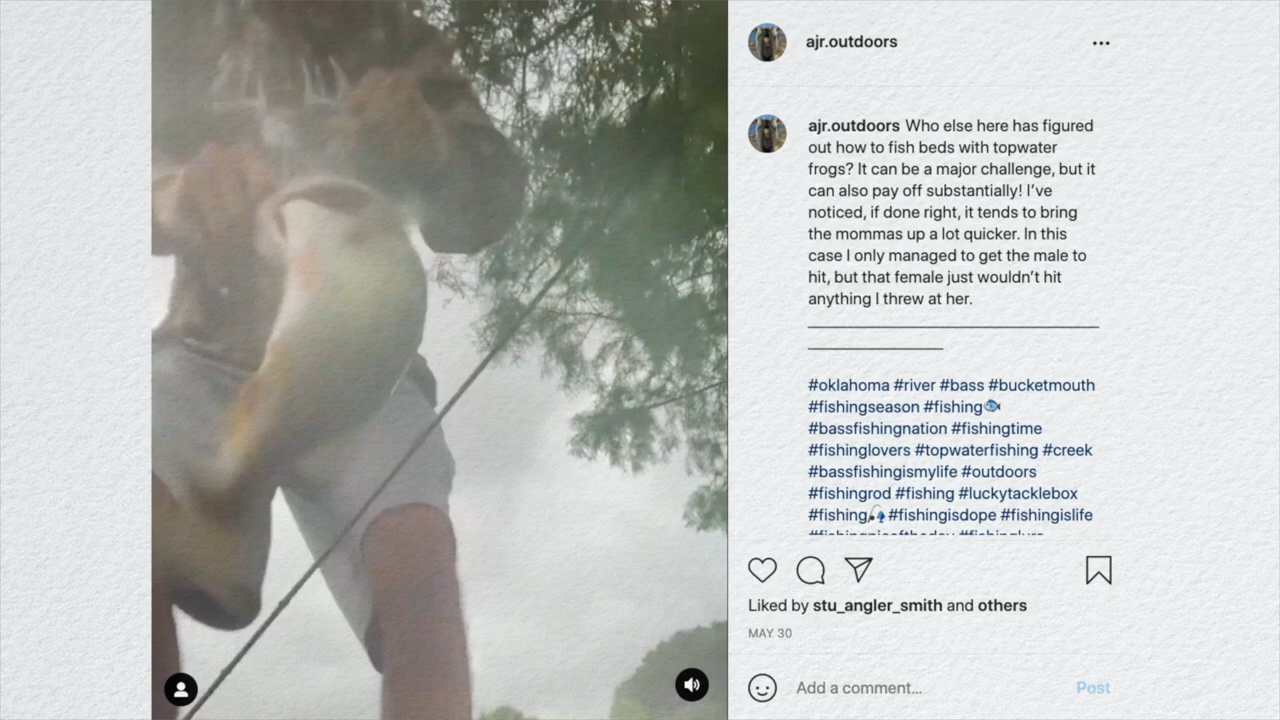 ajr.outdoors
ajr.outdoors Who else here has figured
out how to fish beds with topwater
frogs? It can be a major challenge, but it
can also pay off substantially! I’ve
noticed, if done right, it tends to bring
the mommas up a lot quicker. In this
case I only managed to get the male to
hit, but that female just wouldn’t hit
anything I threw at her.
#oklahoma #river #bass #bucketmouth
#fishingseason #fishing🐟
#bassfishingnation #fishingtime
#fishinglovers #topwaterfishing #creek
#bassfishingismylife #outdoors
#fishingrod #fishing #luckytacklebox
#fishing🎣 #fishingisdope #fishingislife
#fishingpicoftheday #fishinglure
Liked by stu_angler_smith and others
MAY 30
Add a comment...
Post